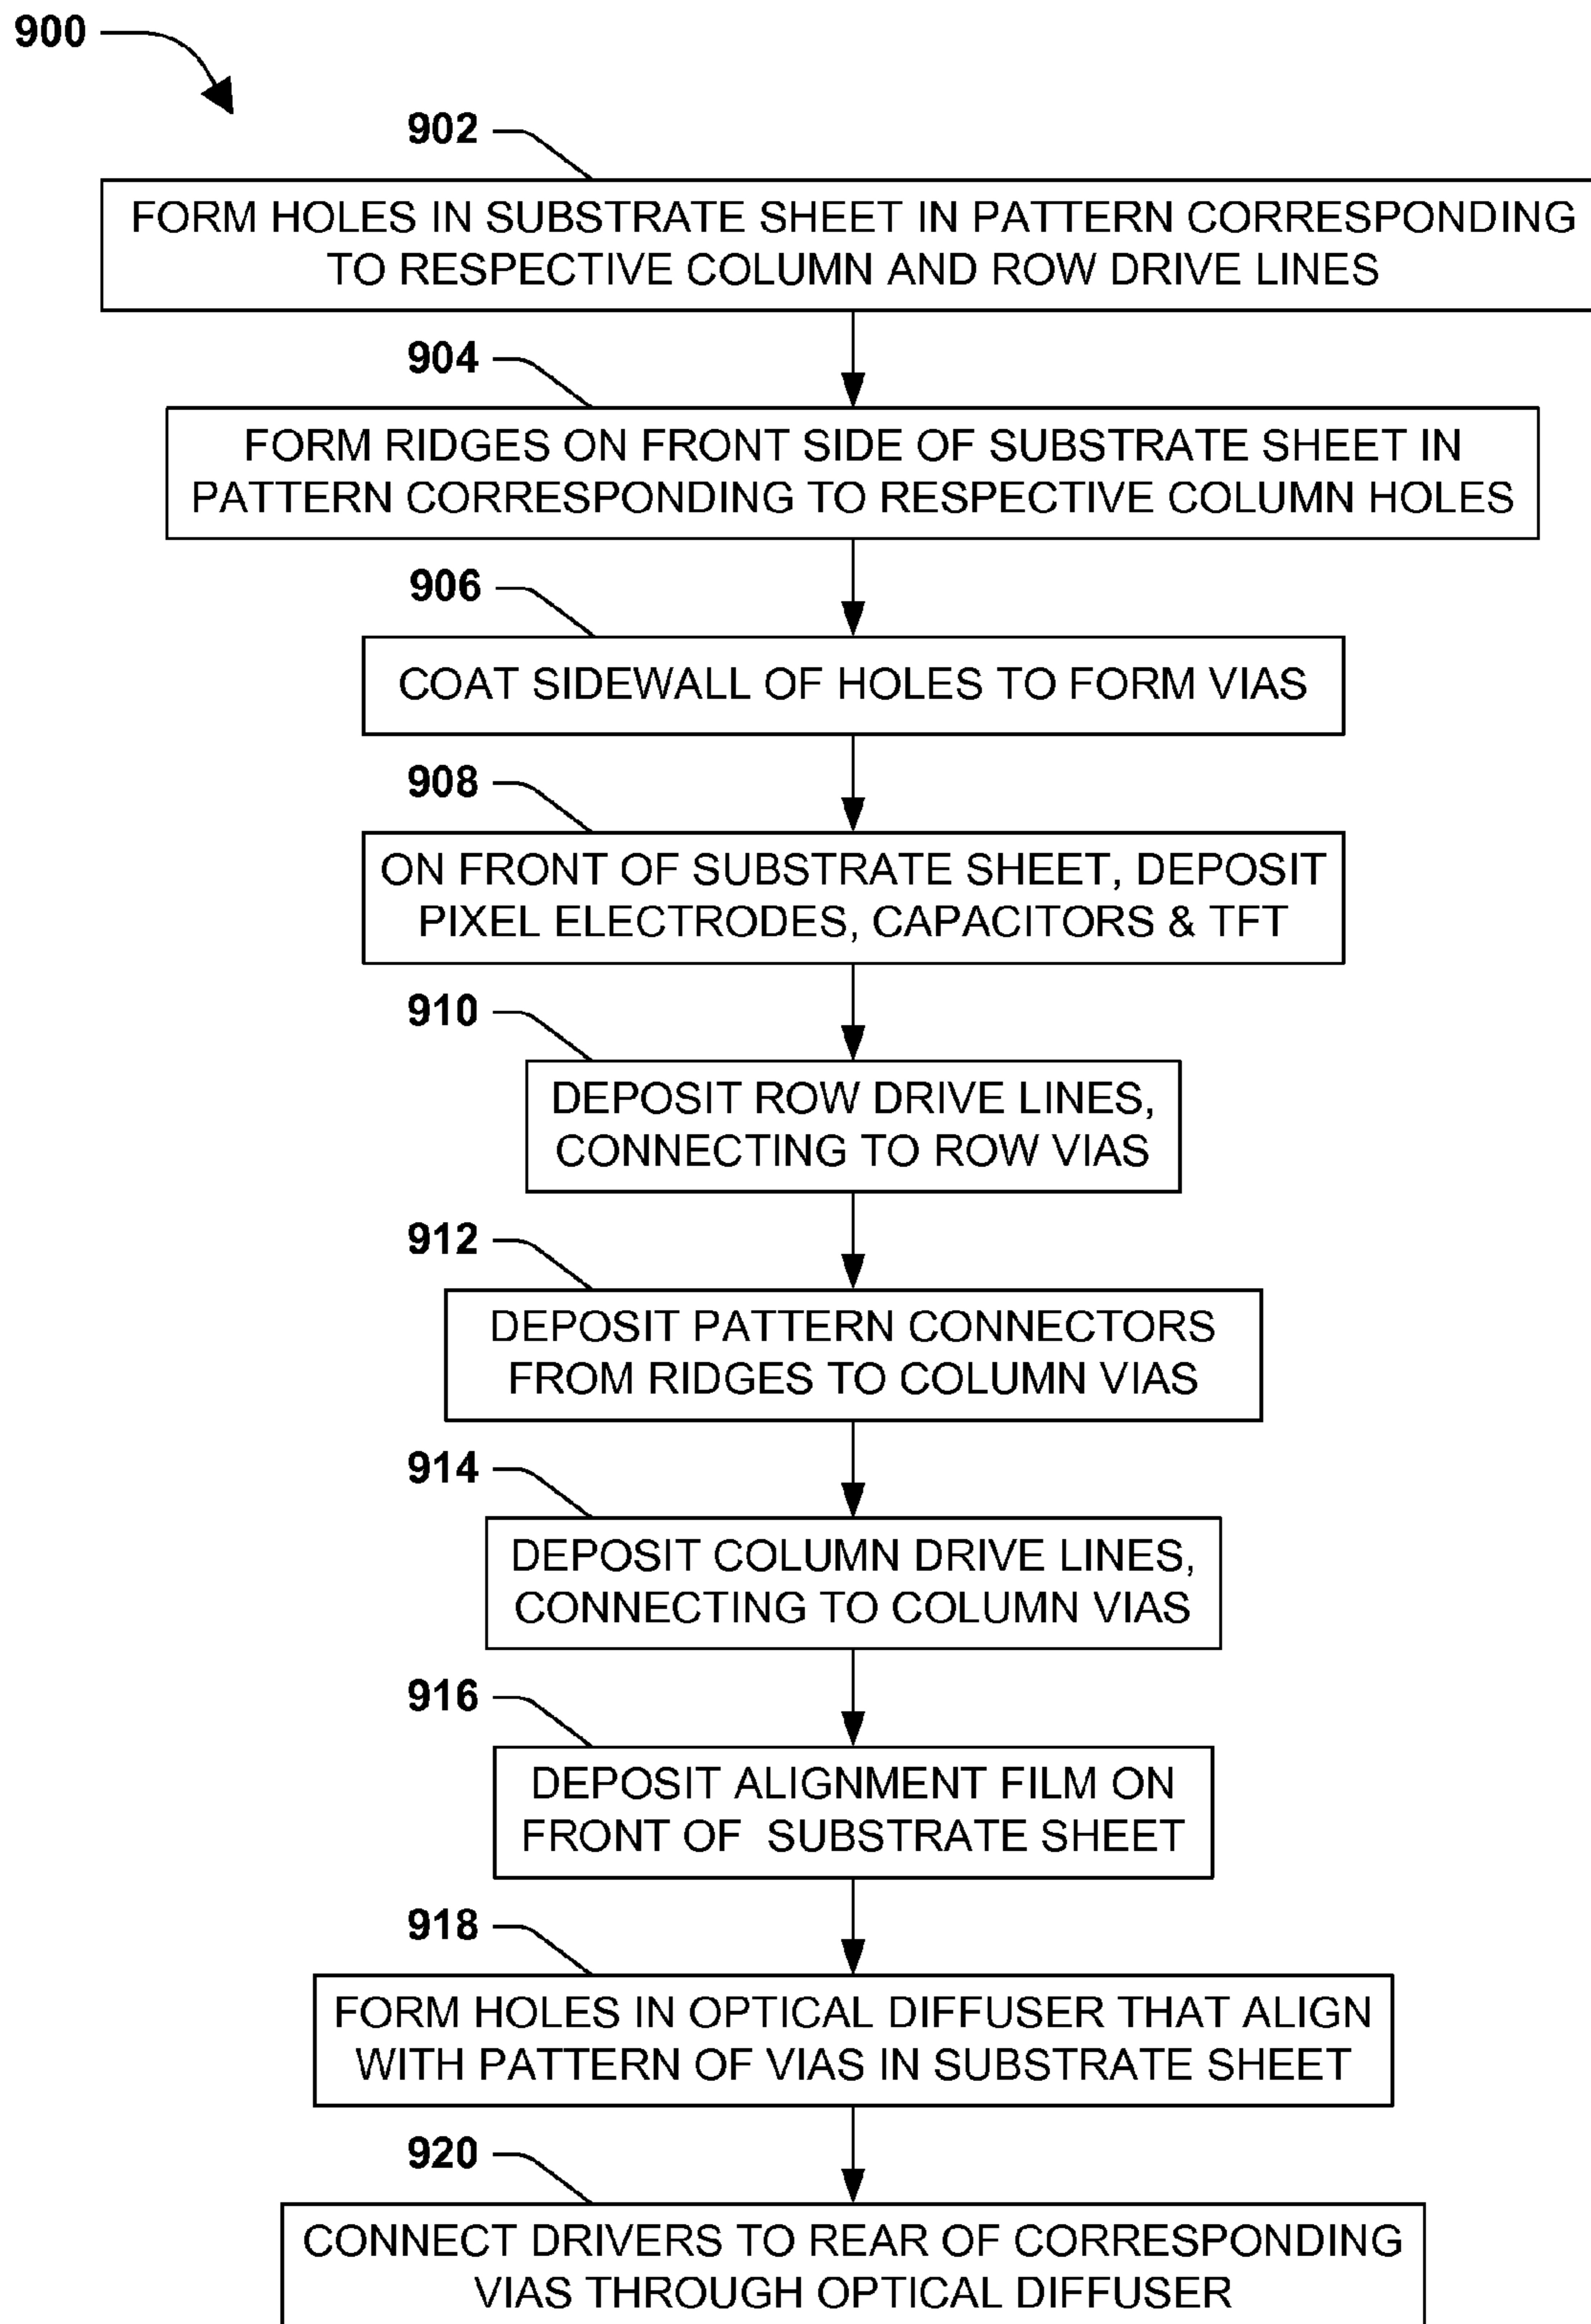 900
902
FORM HOLES IN SUBSTRATE SHEET IN PATTERN CORRESPONDING
TO RESPECTIVE COLUMN AND ROW DRIVE LINES
904
FORM RIDGES ON FRONT SIDE OF SUBSTRATE SHEET IN
PATTERN CORRESPONDING TO RESPECTIVE COLUMN HOLES
906
COAT SIDEWALL OF HOLES TO FORM VIAS
908
ON FRONT OF SUBSTRATE SHEET, DEPOSIT
PIXEL ELECTRODES, CAPACITORS & TFT
910
DEPOSIT ROW DRIVE LINES,
CONNECTING TO ROW VIAS
912
DEPOSIT PATTERN CONNECTORS
FROM RIDGES TO COLUMN VIAS
914
DEPOSIT COLUMN DRIVE LINES,
CONNECTING TO COLUMN VIAS
916
DEPOSIT ALIGNMENT FILM ON
FRONT OF SUBSTRATE SHEET
918
FORM HOLES IN OPTICAL DIFFUSER THAT ALIGN
WITH PATTERN OF VIAS IN SUBSTRATE SHEET
920
CONNECT DRIVERS TO REAR OF CORRESPONDING
VIAS THROUGH OPTICAL DIFFUSER